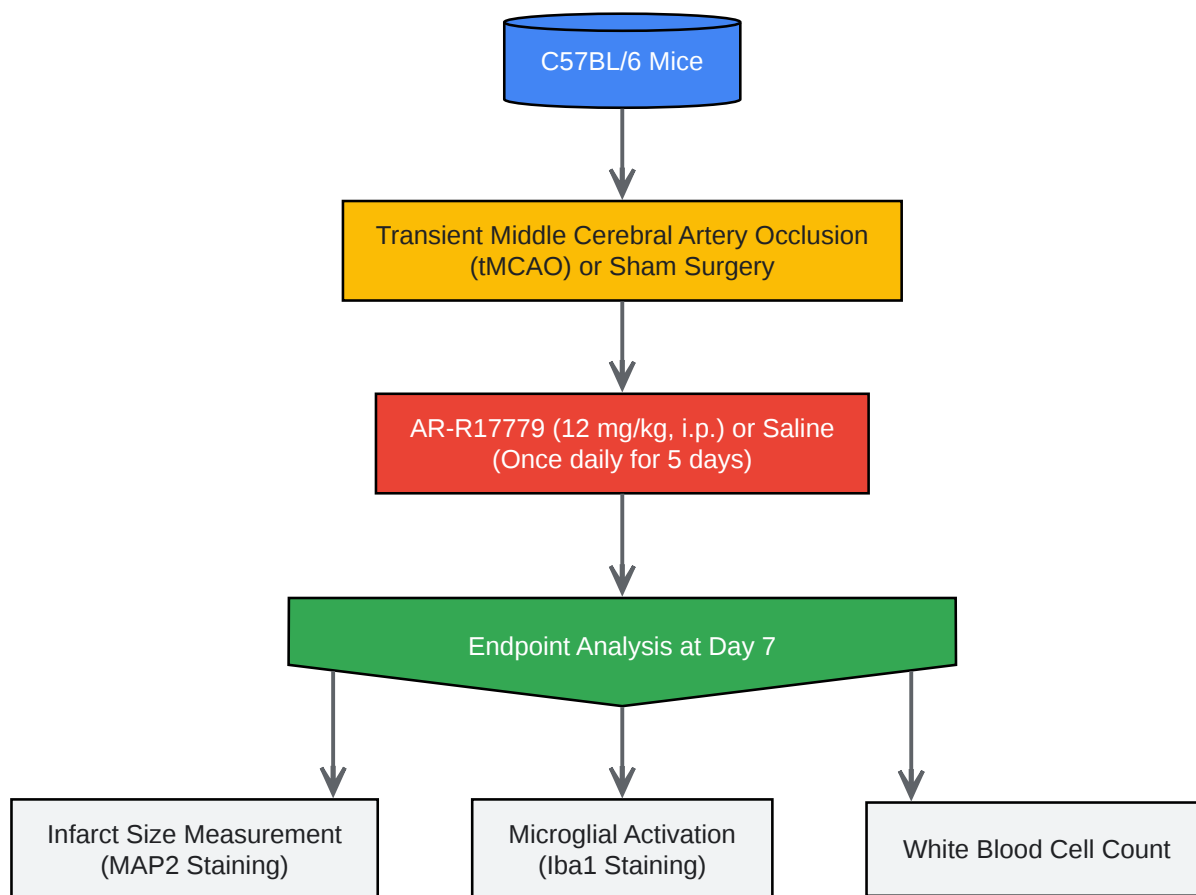 C57BL/6 Mice
Transient Middle Cerebral Artery Occlusion
(tMCAO) or Sham Surgery
AR-R17779 (12 mg/kg, i.p.) or Saline
(Once daily for 5 days)
Endpoint Analysis at Day 7
Infarct Size Measurement
(MAP2 Staining)
Microglial Activation
(Iba1 Staining)
White Blood Cell Count